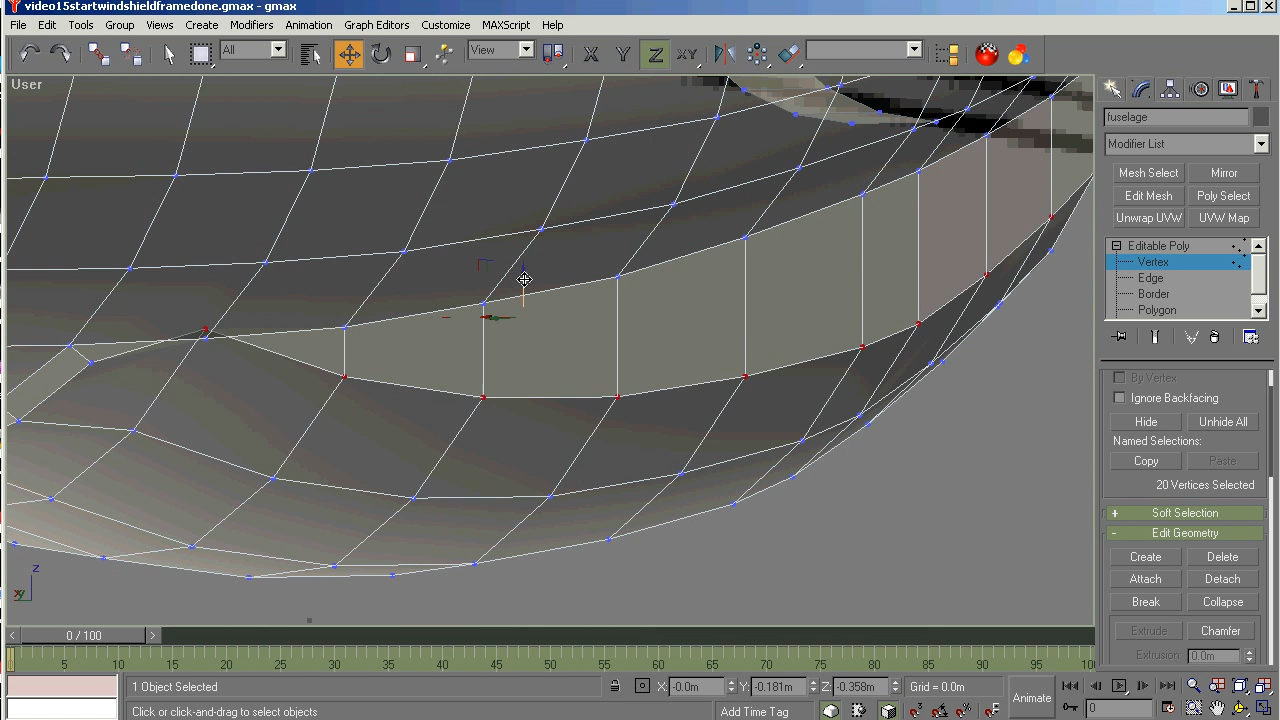 video15startwindshieldframedone.gmax - gmax
File Edit Tools Group Views Create Modifiers Animation Graph Editors Customize MAXScript Help
All View X Y Z XY
User
fuselage
Modifier List
Mesh Select Mirror
Edit Mesh Poly Select
Unwrap UVW UVW Map
Editable Poly
Vertex
Edge
Border
Polygon
By Vertex
Ignore Backfacing
Hide Unhide All
Named Selections:
Copy Paste
20 Vertices Selected
+ Soft Selection
- Edit Geometry
Create Delete
Attach Detach
Break Collapse
Extrude Chamfer
Extrusion: 0.0m
z
xy
< 0 / 100 >
5 10 15 20 25 30 35 40 45 50 55 60 65 70 75 80 85 90 95 100
1 Object Selected X: -0.0m Y: -0.181m Z: -0.358m Grid = 0.0m
Animate
Click or click-and-drag to select objects Add Time Tag 0